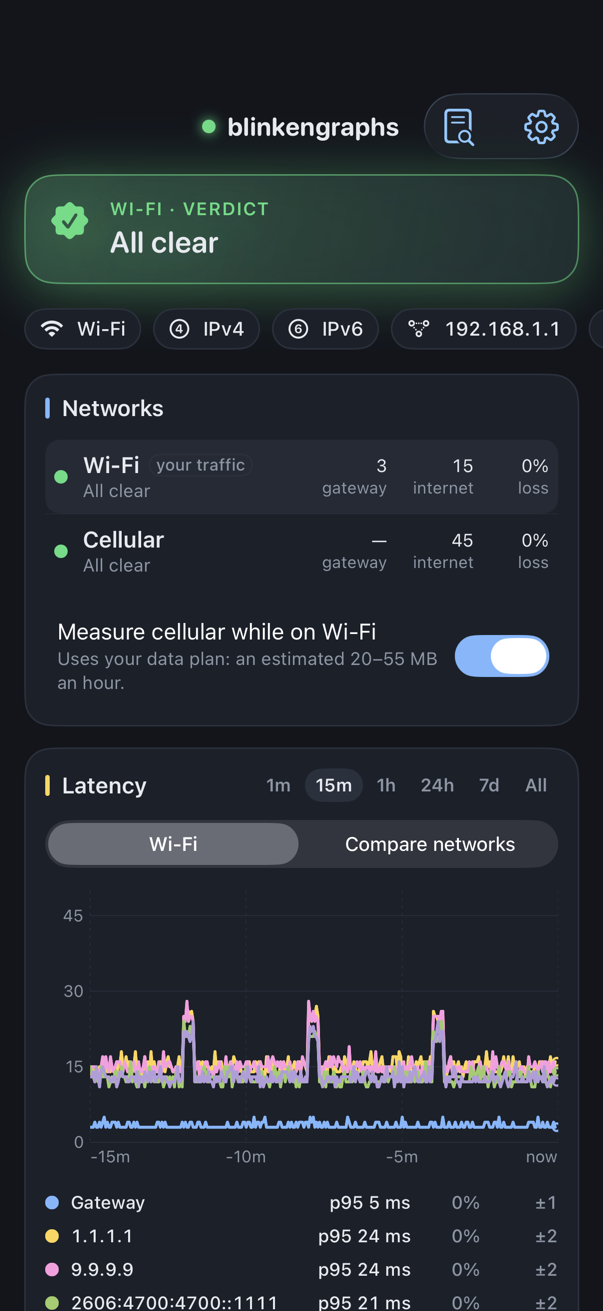 blinkengraphs
WI-FI · VERDICT
All clear
Wi-Fi
4 IPv4
6 IPv6
192.168.1.1
Networks
Wi-Fi your traffic 3 15 0%
All clear gateway internet loss
Cellular — 45 0%
All clear gateway internet loss
Measure cellular while on Wi-Fi
Uses your data plan: an estimated 20–55 MB
an hour.
Latency 1m 15m 1h 24h 7d All
Wi-Fi Compare networks
45
30
15
0
-15m -10m -5m now
Gateway p95 5 ms 0% ±1
1.1.1.1 p95 24 ms 0% ±2
9.9.9.9 p95 24 ms 0% ±2
2606:4700:4700::1111 p95 21 ms 0% ±2